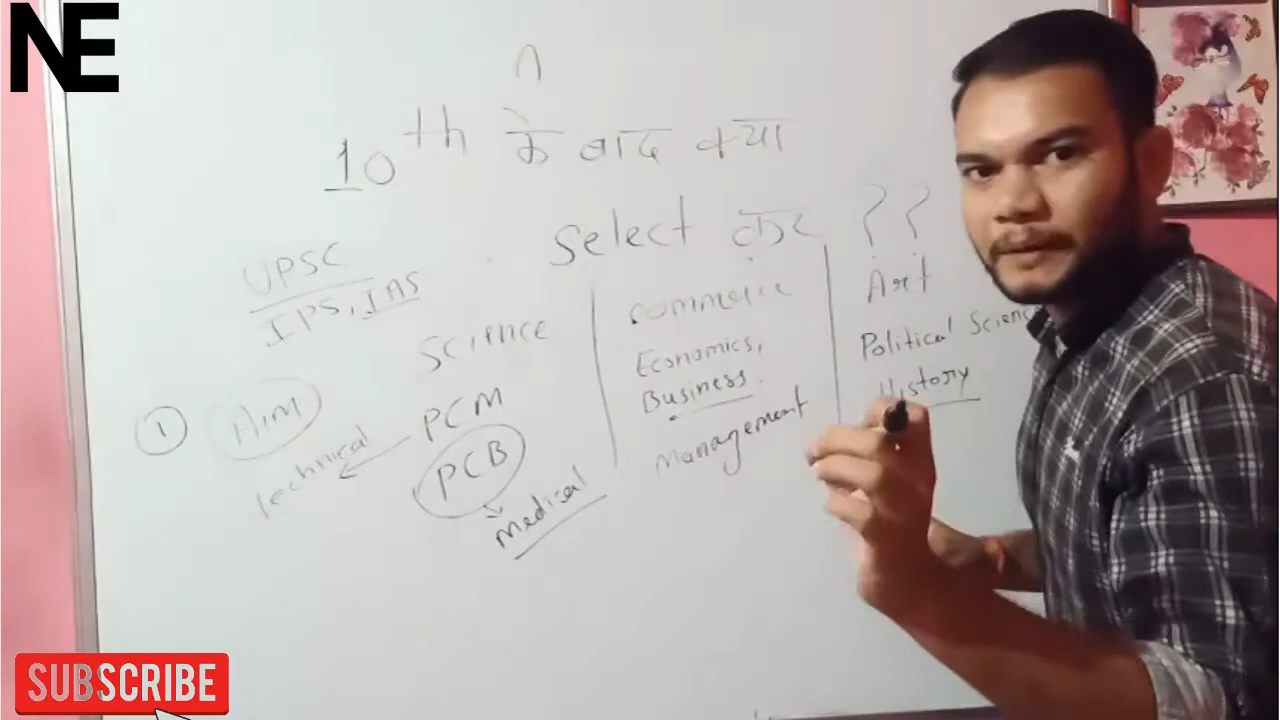 NE
10th के बाद क्या
Select करें ??
UPSC
IPS, IAS
Science
PCM
PCB
medical
Technical
1 AIM
commerce
Economics,
Business.
Management
Art
Political Science
History
SUBSCRIBE